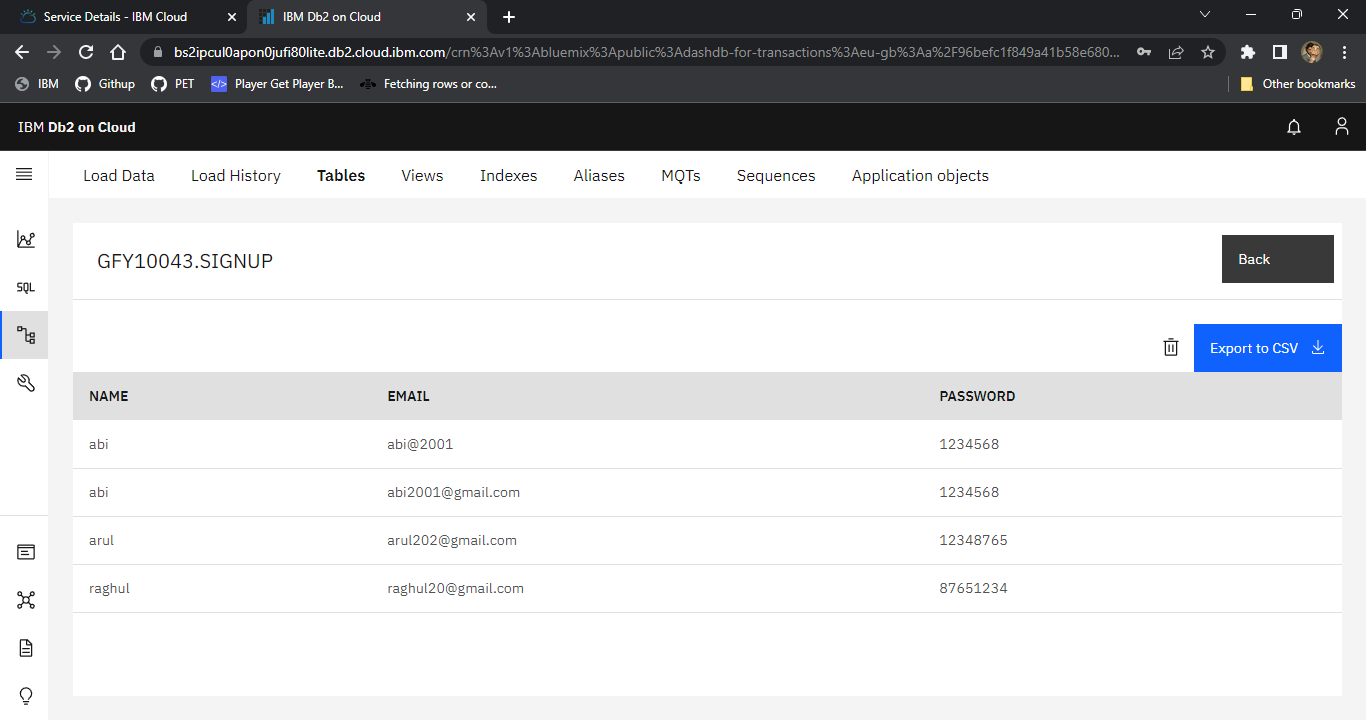 Service Details - IBM Cloud
IBM Db2 on Cloud
bs2ipcul0apon0jufi80lite.db2.cloud.ibm.com/crn%3Av1%3Abluemix%3Apublic%3Adashdb-for-transactions%3Aeu-gb%3Aa%2F96befc1f849a41b58e680...
IBM Githup PET </> Player Get Player B... Fetching rows or co... Other bookmarks
IBM Db2 on Cloud
Load Data Load History Tables Views Indexes Aliases MQTs Sequences Application objects
GFY10043.SIGNUP
Back
SQL
Export to CSV
NAME EMAIL PASSWORD
abi abi@2001 1234568
abi abi2001@gmail.com 1234568
arul arul202@gmail.com 12348765
raghul raghul20@gmail.com 87651234